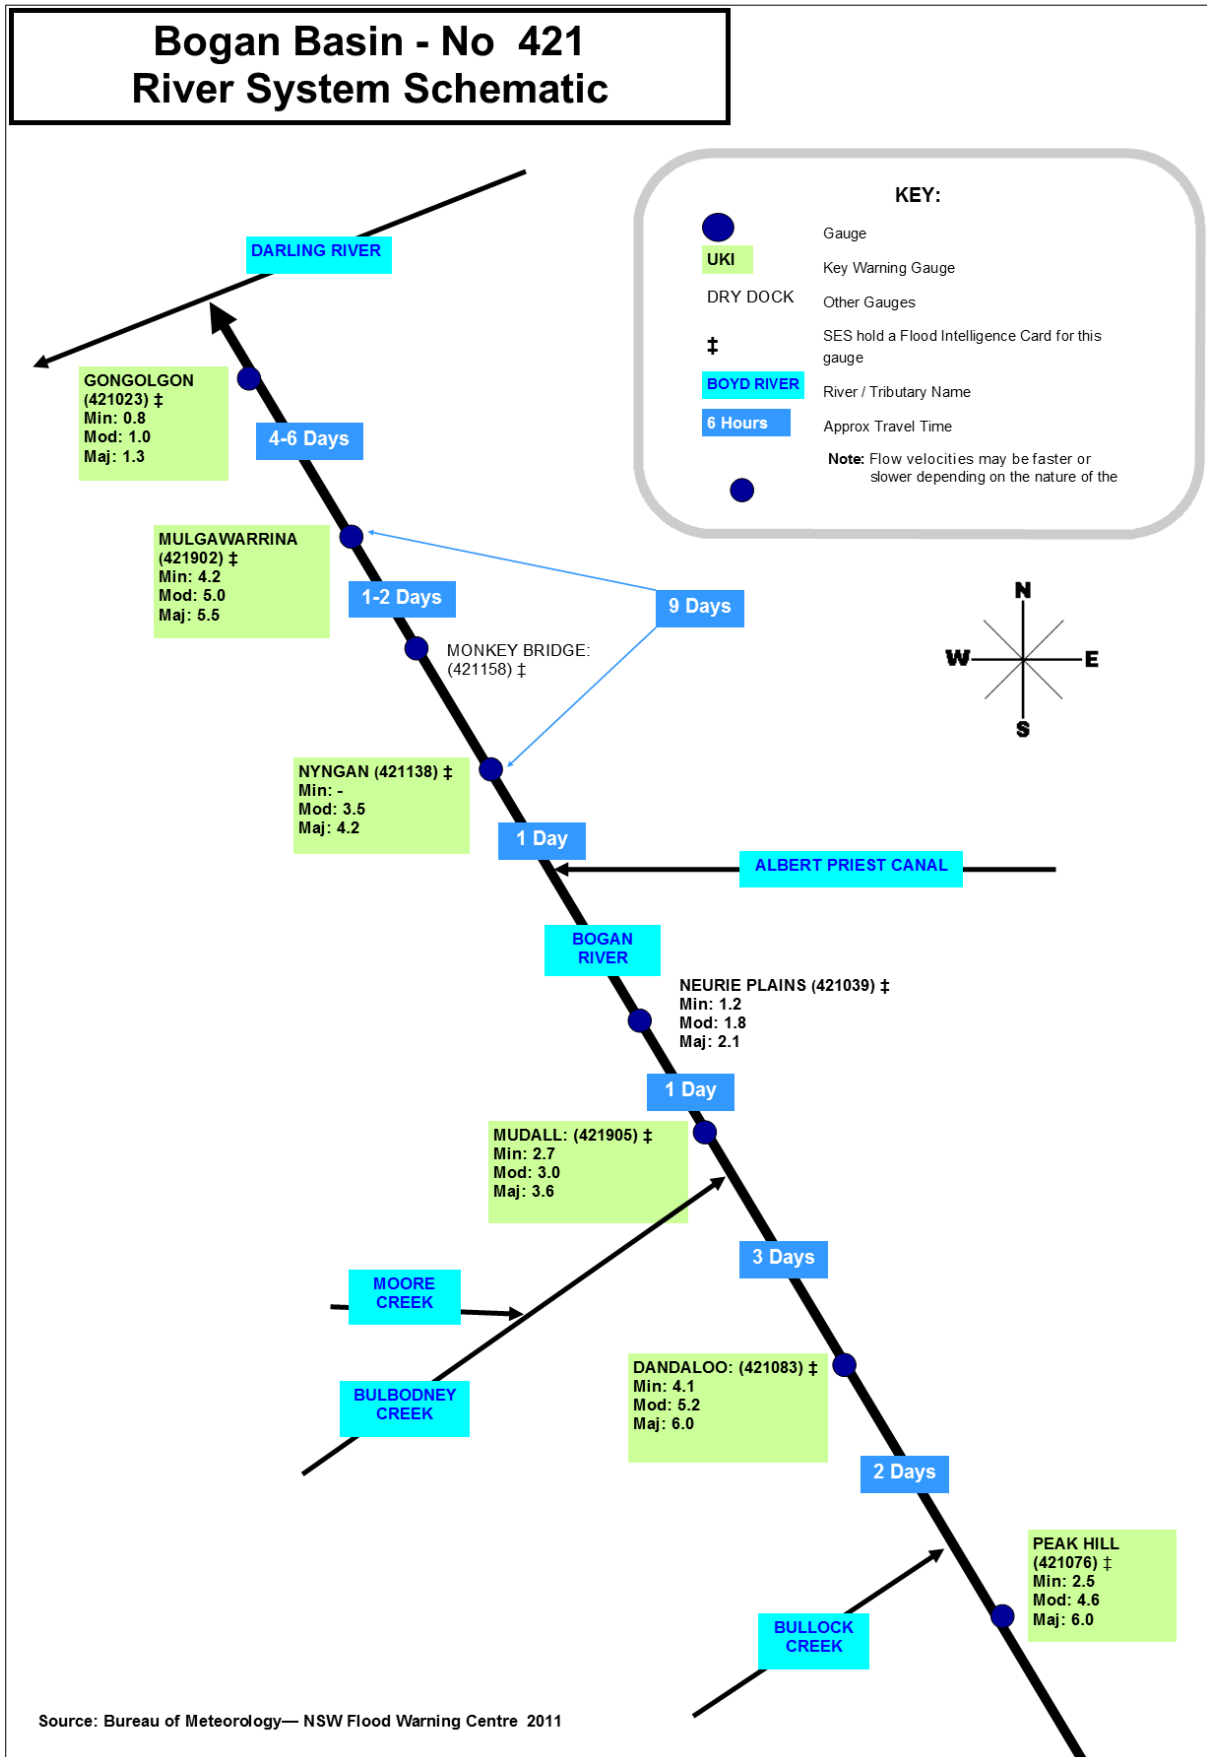 Bogan Basin - No 421
River System Schematic
KEY:
Gauge
UKI
Key Warning Gauge
DRY DOCK
Other Gauges
‡
SES hold a Flood Intelligence Card for this
gauge
BOYD RIVER
River / Tributary Name
6 Hours
Approx Travel Time
Note: Flow velocities may be faster or
slower depending on the nature of the
DARLING RIVER
GONGOLGON
(421023) ‡
Min: 0.8
Mod: 1.0
Maj: 1.3
4-6 Days
MULGAWARRINA
(421902) ‡
Min: 4.2
Mod: 5.0
Maj: 5.5
1-2 Days
9 Days
MONKEY BRIDGE:
(421158) ‡
N
W
E
S
NYNGAN (421138) ‡
Min: -
Mod: 3.5
Maj: 4.2
1 Day
ALBERT PRIEST CANAL
BOGAN
RIVER
NEURIE PLAINS (421039) ‡
Min: 1.2
Mod: 1.8
Maj: 2.1
1 Day
MUDALL: (421905) ‡
Min: 2.7
Mod: 3.0
Maj: 3.6
3 Days
MOORE
CREEK
BULBODNEY
CREEK
DANDALOO: (421083) ‡
Min: 4.1
Mod: 5.2
Maj: 6.0
2 Days
PEAK HILL
(421076) ‡
Min: 2.5
Mod: 4.6
Maj: 6.0
BULLOCK
CREEK
Source: Bureau of Meteorology— NSW Flood Warning Centre 2011